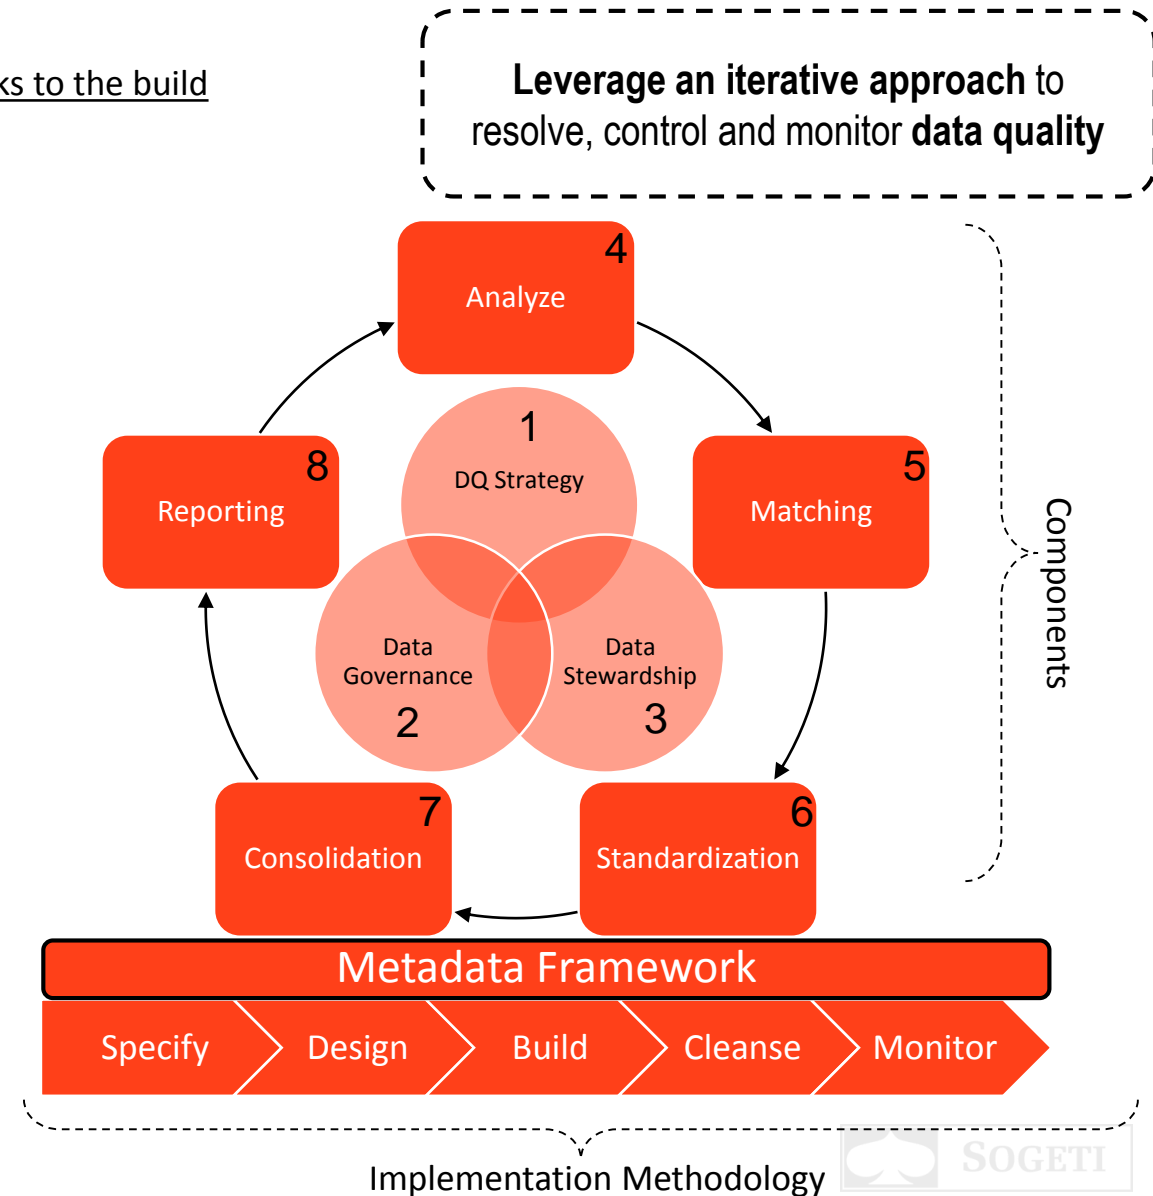 ks to the build
Leverage an iterative approach to
resolve, control and monitor data quality
4
Analyze
1
DQ Strategy
8
Reporting
5
Matching
Data
Governance
2
Data
Stewardship
3
Components
7
Consolidation
6
Standardization
Metadata Framework
Specify
Design
Build
Cleanse
Monitor
Implementation Methodology
SOGETI